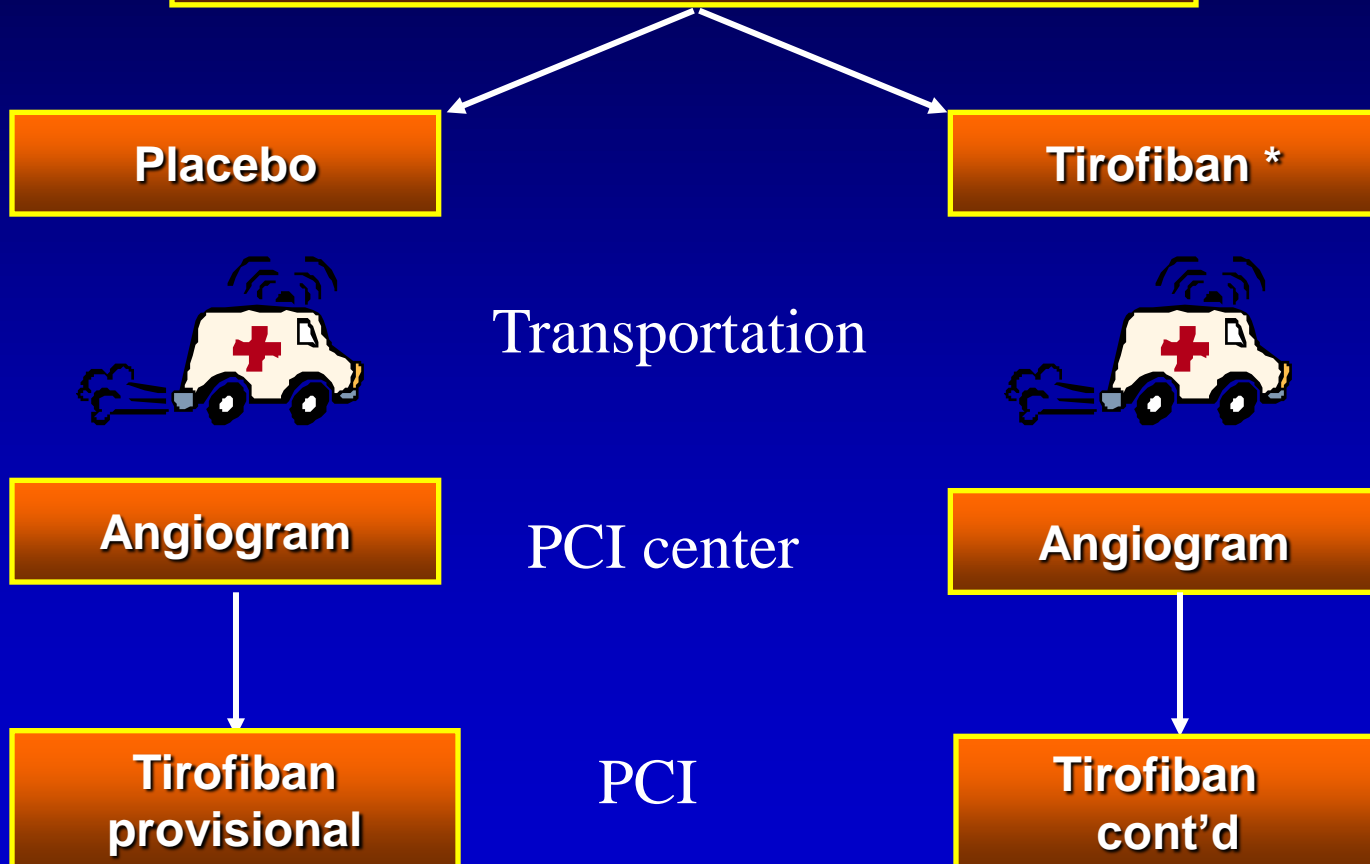 Placebo
Tirofiban *
Transportation
Angiogram
PCI center
Angiogram
Tirofiban
provisional
PCI
Tirofiban
cont’d